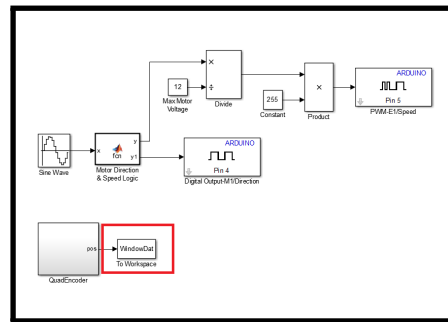 ARDUINO
Pin 5
PWM-E1/Speed
×
÷
Divide
12
Max Motor
Voltage
×
Product
255
Constant
Sine Wave
x
fcn
y
y1
Motor Direction
& Speed Logic
ARDUINO
Pin 4
Digital Output-M1/Direction
pos
QuadEncoder
WindowDat
To Workspace